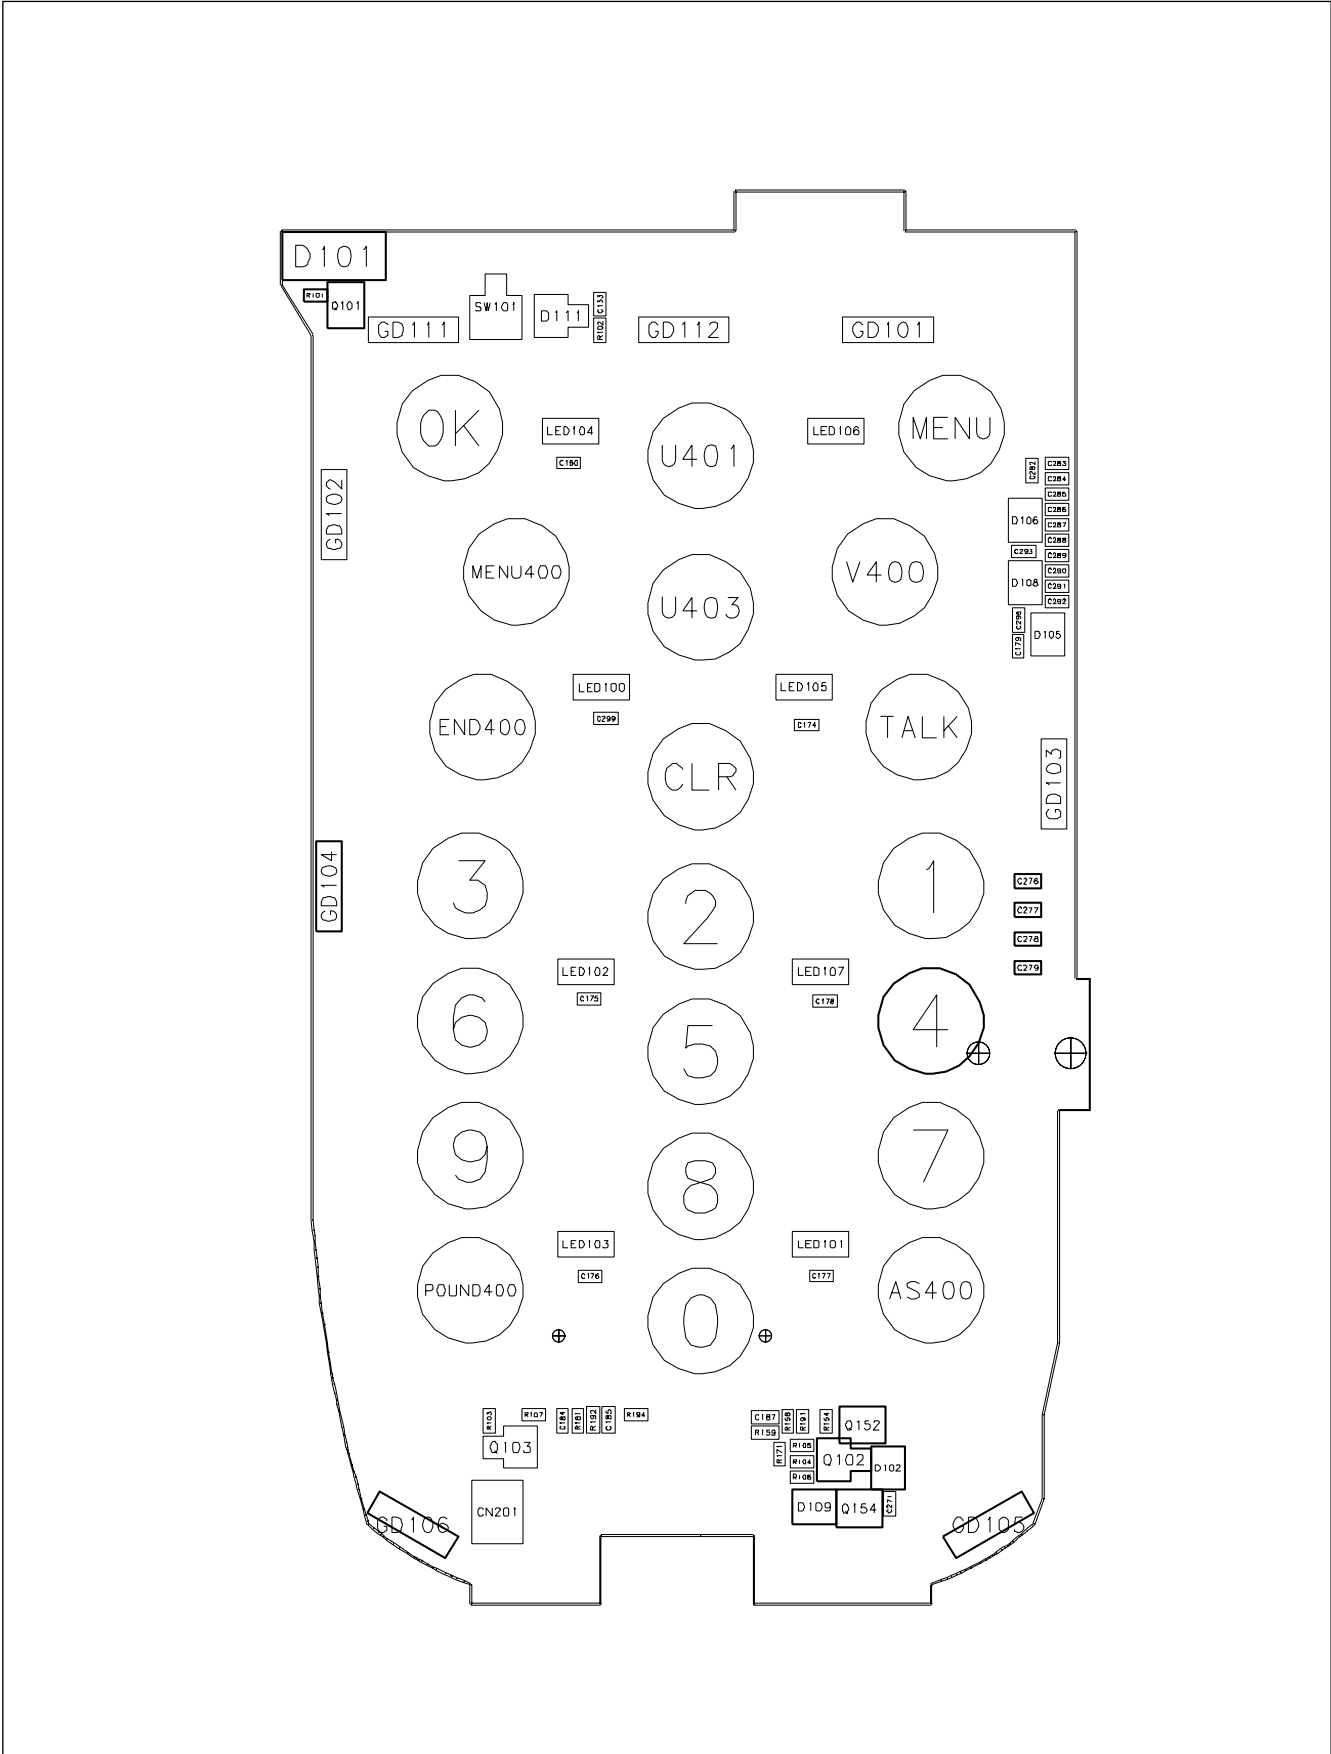 D101
R101
Q101
SW101
D111
C133
R102
GD111
GD112
GD101
OK
LED104
C180
U401
LED106
MENU
C282
C283
C284
C285
C286
C287
C288
C289
C290
C291
C292
GD102
D106
C293
D108
MENU400
U403
V400
C298
C179
D105
LED100
C299
LED105
C174
END400
TALK
CLR
GD103
GD104
3
2
1
C276
C277
C278
C279
LED102
C175
LED107
C178
6
5
4
9
8
7
LED103
C176
LED101
C177
POUND400
0
AS400
R103
R107
C184
R181
R192
C185
R194
Q103
CN201
GD106
C187
R159
R158
R191
R154
Q152
R171
R105
R104
R106
Q102
D102
D109
Q154
C271
GD105